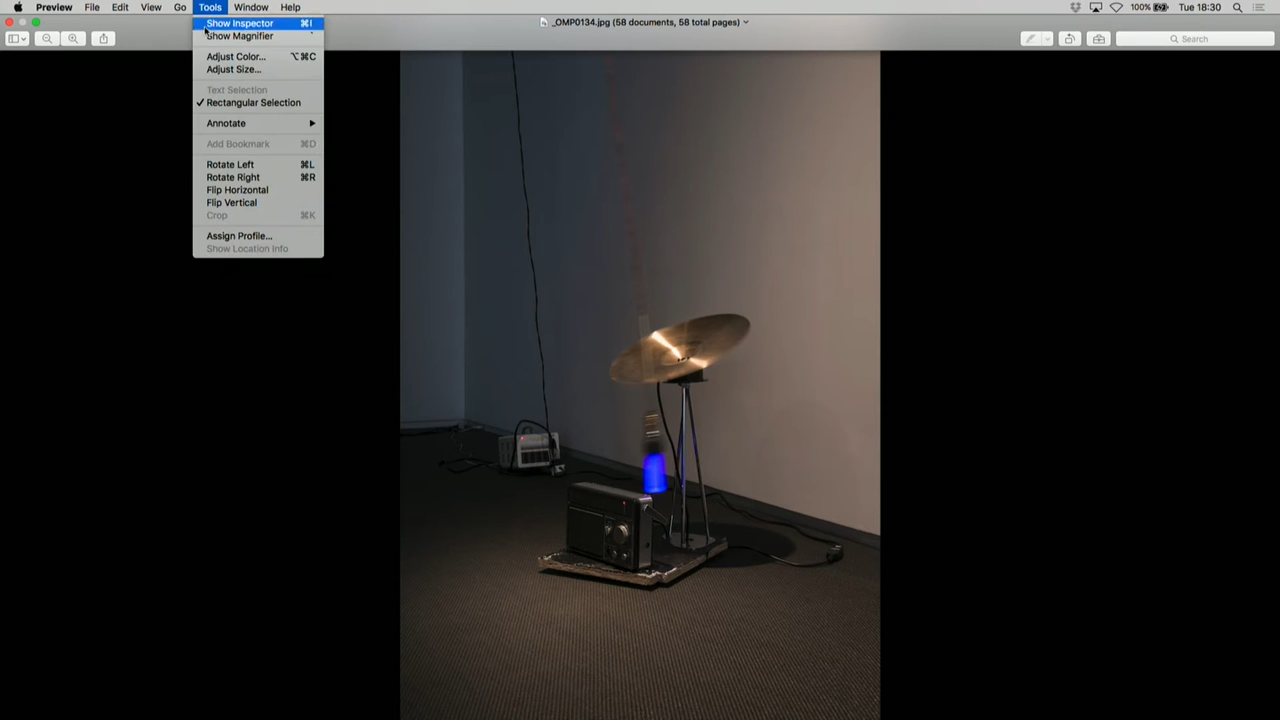 Preview File Edit View Go Tools Window Help 100% Tue 18:30
_OMP0134.jpg (58 documents, 58 total pages)
Search
Show Inspector ⌘I
Show Magnifier `
Adjust Color... ⌥⌘C
Adjust Size...
Text Selection
✓ Rectangular Selection
Annotate ▶
Add Bookmark ⌘D
Rotate Left ⌘L
Rotate Right ⌘R
Flip Horizontal
Flip Vertical
Crop ⌘K
Assign Profile...
Show Location Info